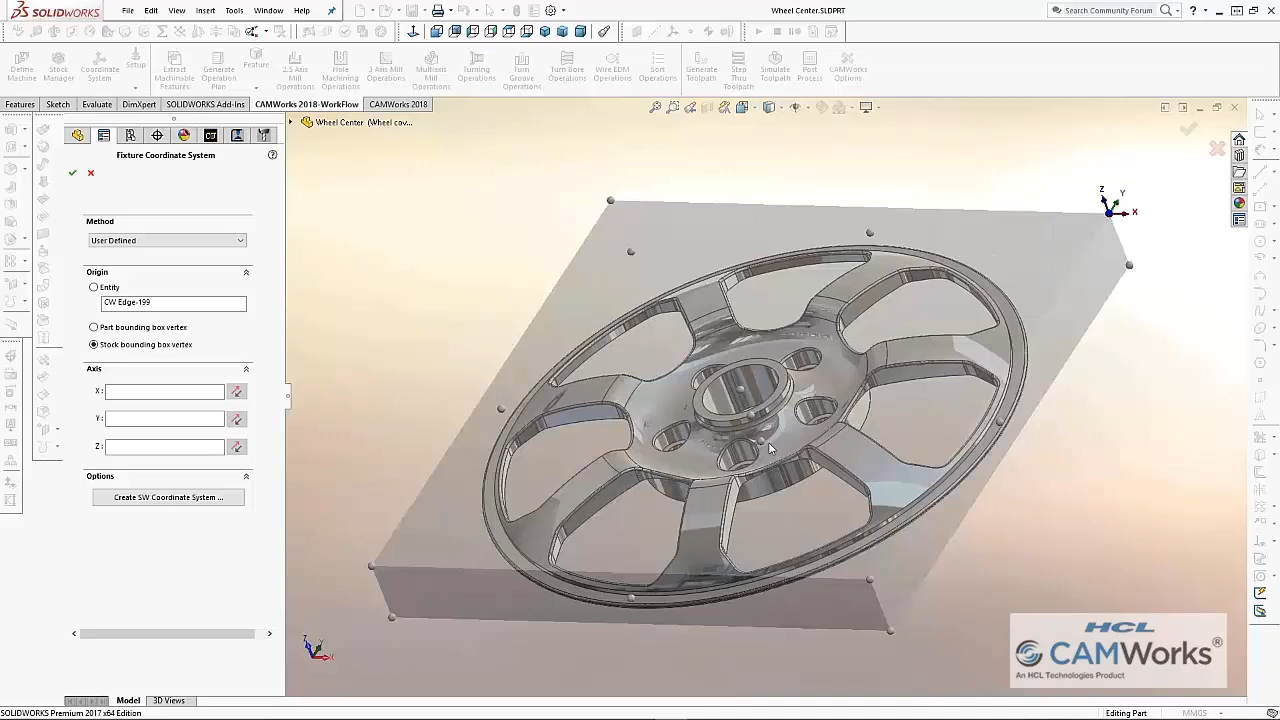 SOLIDWORKS File Edit View Insert Tools Window Help Wheel Center.SLDPRT Search Community Forum
Define Machine Stock Manager Coordinate System Setup Extract Machinable Features Generate Operation Plan Feature... 2.5 Axis Mill Operations Hole Machining Operations 3 Axis Mill Operations Multiaxis Mill Operations Turning Operations Turn Groove Operations Turn Bore Operations Wire EDM Operations Sort Operations Generate Toolpath Step Thru Toolpath Simulate Toolpath Post Process CAMWorks Options
Features Sketch Evaluate DimXpert SOLIDWORKS Add-Ins CAMWorks 2018-WorkFlow CAMWorks 2018
Wheel Center (Wheel cov...
Fixture Coordinate System
Method
User Defined
Origin
Entity
CW Edge-199
Part bounding box vertex
bounding box vertex
Axis
X :
Y :
Z :
Options
Create SW Coordinate System ...
Z Y X
Z Y X
HCL
CAMWorks®
An HCL Technologies Product
Model 3D Views
SOLIDWORKS Premium 2017 x64 Edition Editing Part MMGS -